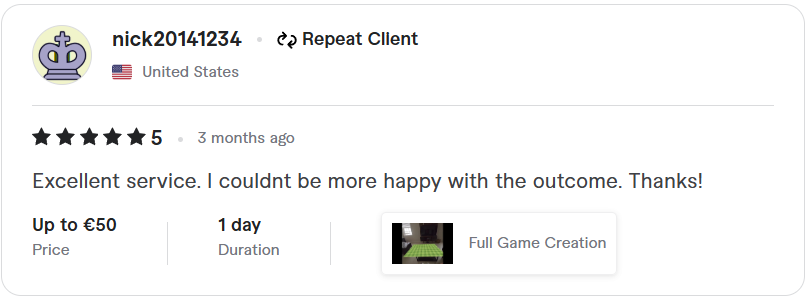 nick20141234 • Repeat Client
United States
5 • 3 months ago
Excellent service. I couldnt be more happy with the outcome. Thanks!
Up to €50
Price
1 day
Duration
Full Game Creation